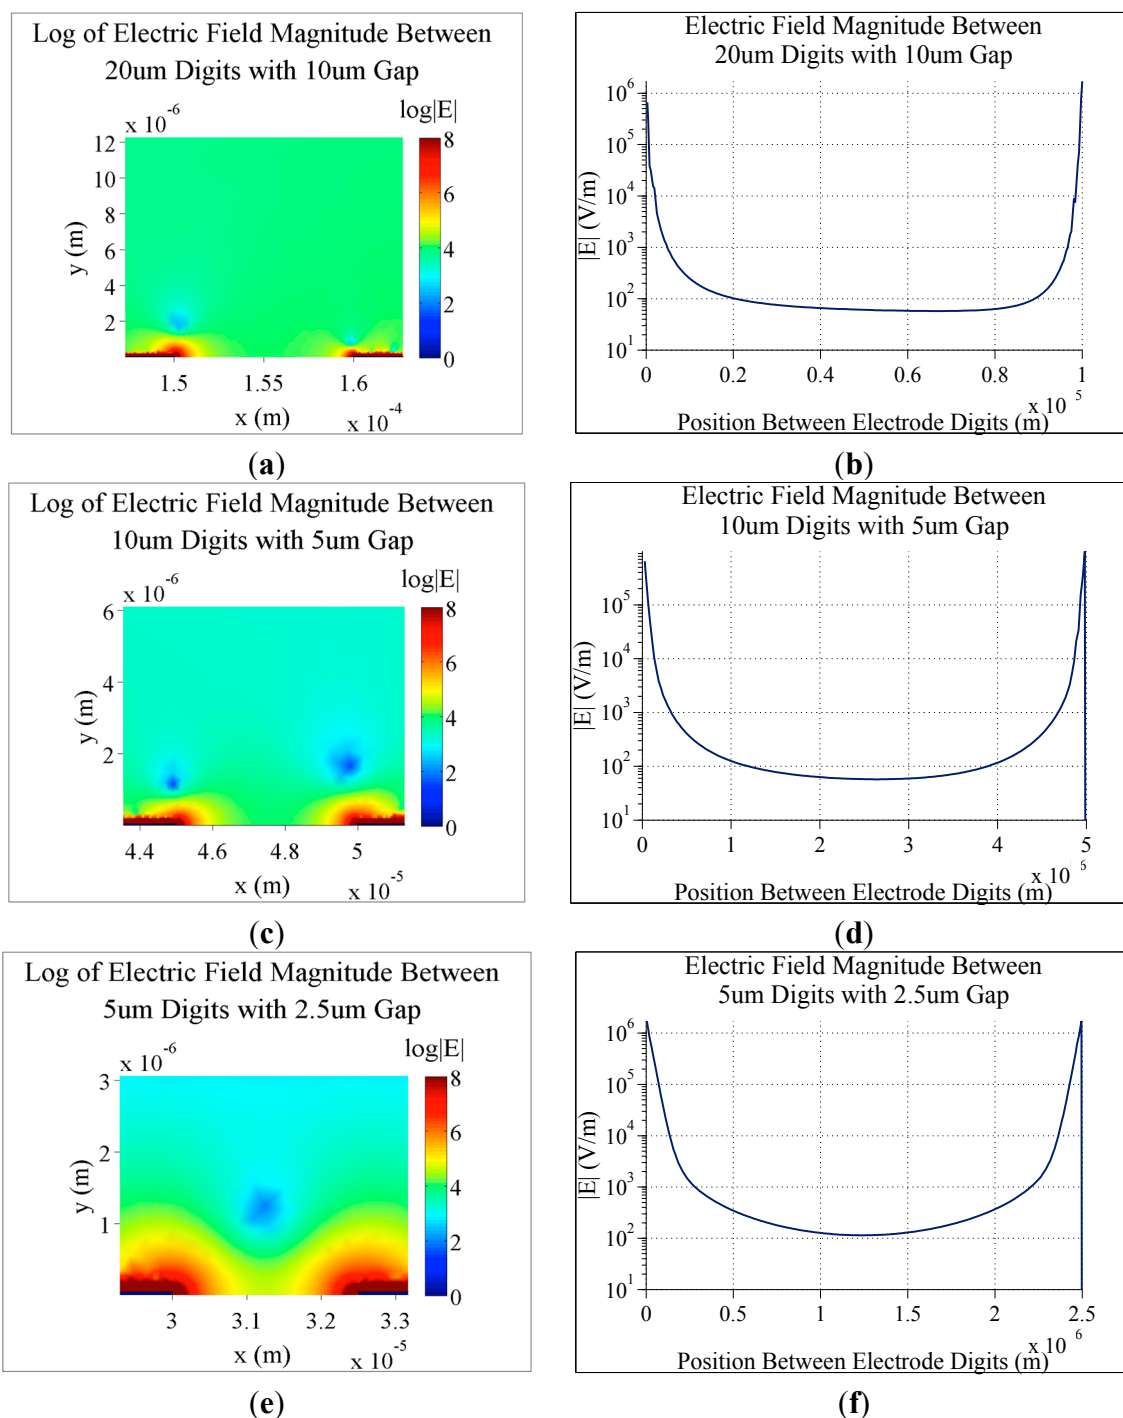 Log of Electric Field Magnitude Between
20um Digits with 10um Gap
x 10^-6
log|E|
12
10
8
6
4
2
y (m)
8
6
4
2
0
1.5
1.55
1.6
x (m)
x 10^-4
(a)
Electric Field Magnitude Between
20um Digits with 10um Gap
10^6
10^5
10^4
10^3
10^2
10^1
|E| (V/m)
0
0.2
0.4
0.6
0.8
1
x 10^5
Position Between Electrode Digits (m)
(b)
Log of Electric Field Magnitude Between
10um Digits with 5um Gap
x 10^-6
log|E|
6
4
2
y (m)
8
6
4
2
0
4.4
4.6
4.8
5
x (m)
x 10^-5
(c)
Electric Field Magnitude Between
10um Digits with 5um Gap
10^5
10^4
10^3
10^2
10^1
|E| (V/m)
0
1
2
3
4
5
x 10^6
Position Between Electrode Digits (m)
(d)
Log of Electric Field Magnitude Between
5um Digits with 2.5um Gap
x 10^-6
log|E|
3
2
1
y (m)
8
6
4
2
0
3
3.1
3.2
3.3
x (m)
x 10^-5
(e)
Electric Field Magnitude Between
5um Digits with 2.5um Gap
10^6
10^5
10^4
10^3
10^2
10^1
|E| (V/m)
0
0.5
1
1.5
2
2.5
x 10^6
Position Between Electrode Digits (m)
(f)